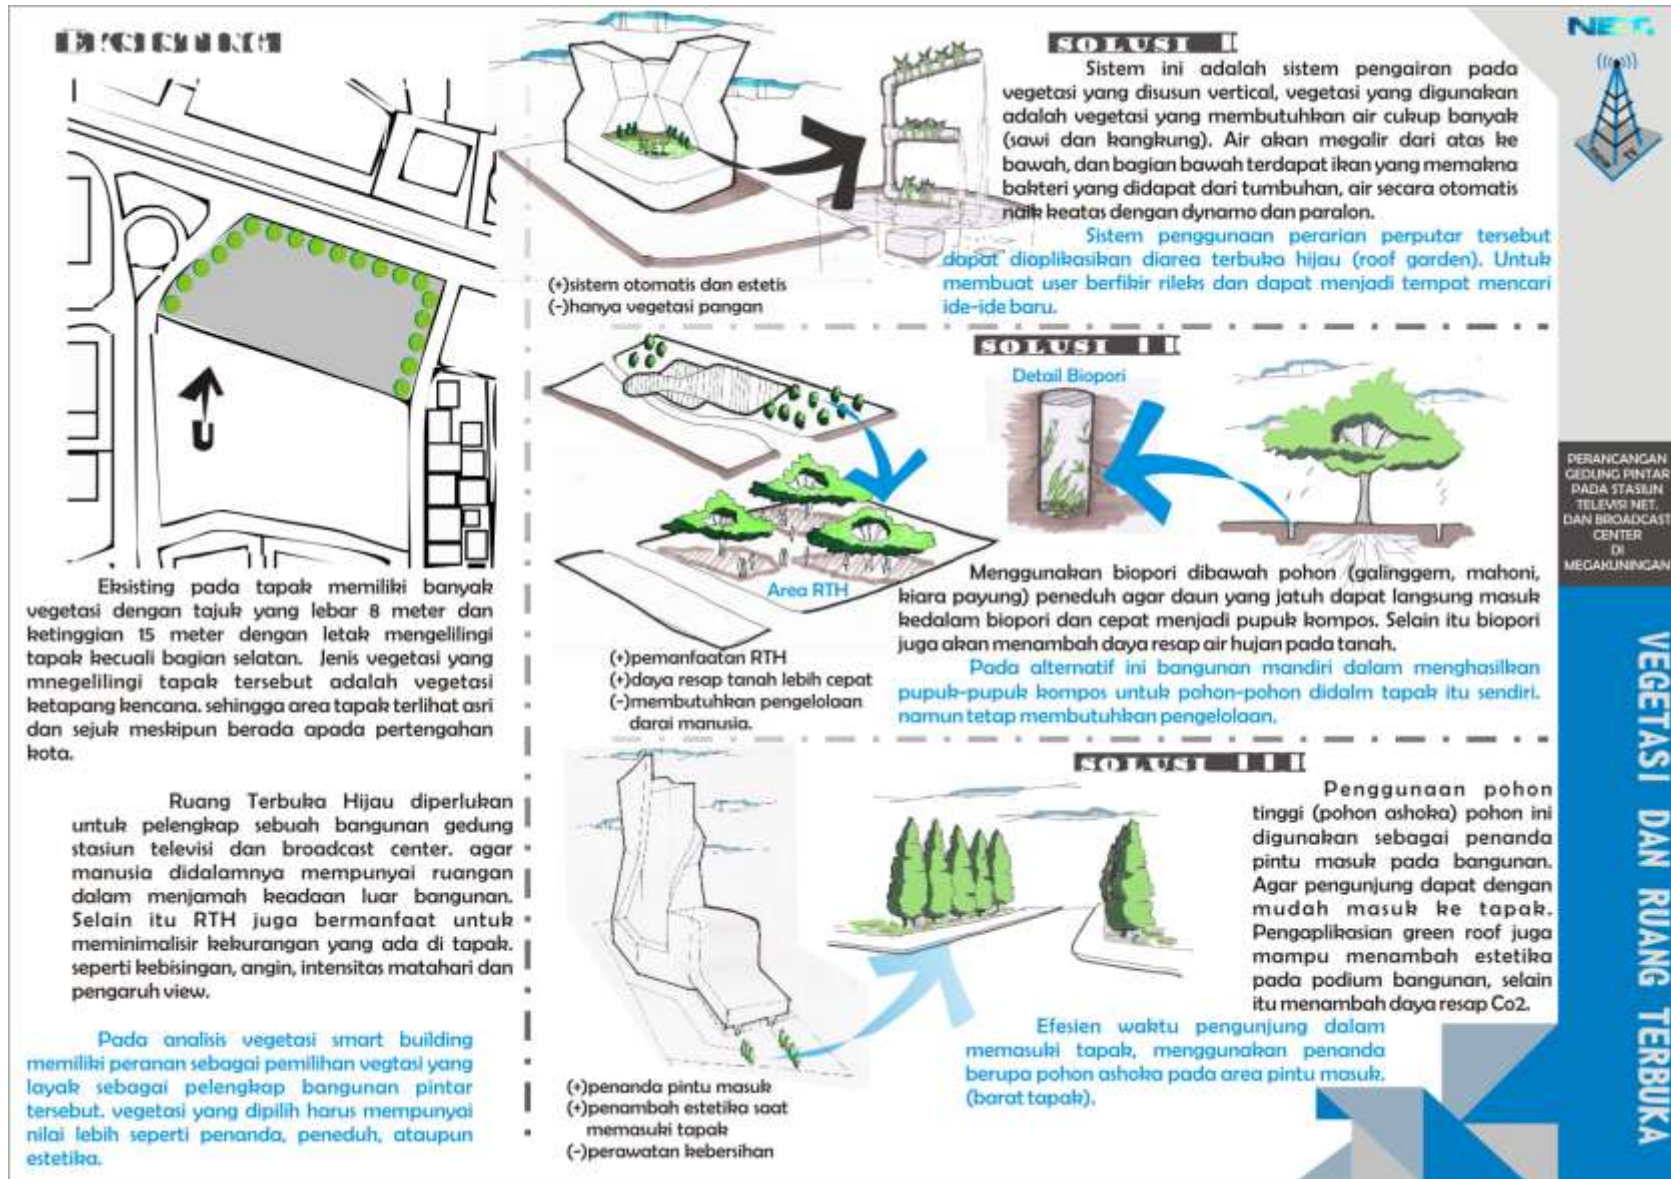 EKSISTING
U
Eksisting pada tapak memiliki banyak
vegetasi dengan tajuk yang lebar 8 meter dan
ketinggian 15 meter dengan letak mengelilingi
tapak kecuali bagian selatan. Jenis vegetasi yang
mnegelilingi tapak tersebut adalah vegetasi
ketapang kencana. sehingga area tapak terlihat asri
dan sejuk meskipun berada apada pertengahan
kota.
Ruang Terbuka Hijau diperlukan
untuk pelengkap sebuah bangunan gedung
stasiun televisi dan broadcast center. agar
manusia didalamnya mempunyai ruangan
dalam menjamah keadaan luar bangunan.
Selain itu RTH juga bermanfaat untuk
meminimalisir kekurangan yang ada di tapak.
seperti kebisingan, angin, intensitas matahari dan
pengaruh view.
Pada analisis vegetasi smart building
memiliki peranan sebagai pemilihan vegtasi yang
layak sebagai pelengkap bangunan pintar
tersebut. vegetasi yang dipilih harus mempunyai
nilai lebih seperti penanda, peneduh, ataupun
estetika.
(+)sistem otomatis dan estetis
(-)hanya vegetasi pangan
SOLUSI I
Sistem ini adalah sistem pengairan pada
vegetasi yang disusun vertical, vegetasi yang digunakan
adalah vegetasi yang membutuhkan air cukup banyak
(sawi dan kangkung). Air akan megalir dari atas ke
bawah, dan bagian bawah terdapat ikan yang memakna
bakteri yang didapat dari tumbuhan, air secara otomatis
naik keatas dengan dynamo dan paralon.
Sistem penggunaan perarian perputar tersebut
dapat diaplikasikan diarea terbuka hijau (roof garden). Untuk
membuat user berfikir rileks dan dapat menjadi tempat mencari
ide-ide baru.
SOLUSI II
Detail Biopori
Area RTH
(+)pemanfaatan RTH
(+)daya resap tanah lebih cepat
(-)membutuhkan pengelolaan
darai manusia.
Menggunakan biopori dibawah pohon (galinggem, mahoni,
kiara payung) peneduh agar daun yang jatuh dapat langsung masuk
kedalam biopori dan cepat menjadi pupuk kompos. Selain itu biopori
juga akan menambah daya resap air hujan pada tanah.
Pada alternatif ini bangunan mandiri dalam menghasilkan
pupuk-pupuk kompos untuk pohon-pohon didalm tapak itu sendiri.
namun tetap membutuhkan pengelolaan.
SOLUSI III
Penggunaan pohon
tinggi (pohon ashoka) pohon ini
digunakan sebagai penanda
pintu masuk pada bangunan.
Agar pengunjung dapat dengan
mudah masuk ke tapak.
Pengaplikasian green roof juga
mampu menambah estetika
pada podium bangunan, selain
itu menambah daya resap Co2.
Efesien waktu pengunjung dalam
memasuki tapak, menggunakan penanda
berupa pohon ashoka pada area pintu masuk.
(barat tapak).
(+)penanda pintu masuk
(+)penambah estetika saat
memasuki tapak
(-)perawatan kebersihan
NET.
PERANCANGAN
GEDUNG PINTAR
PADA STASIUN
TELEVISI NET.
DAN BROADCAST
CENTER
DI
MEGAKUNINGAN
VEGETASI DAN RUANG TERBUKA